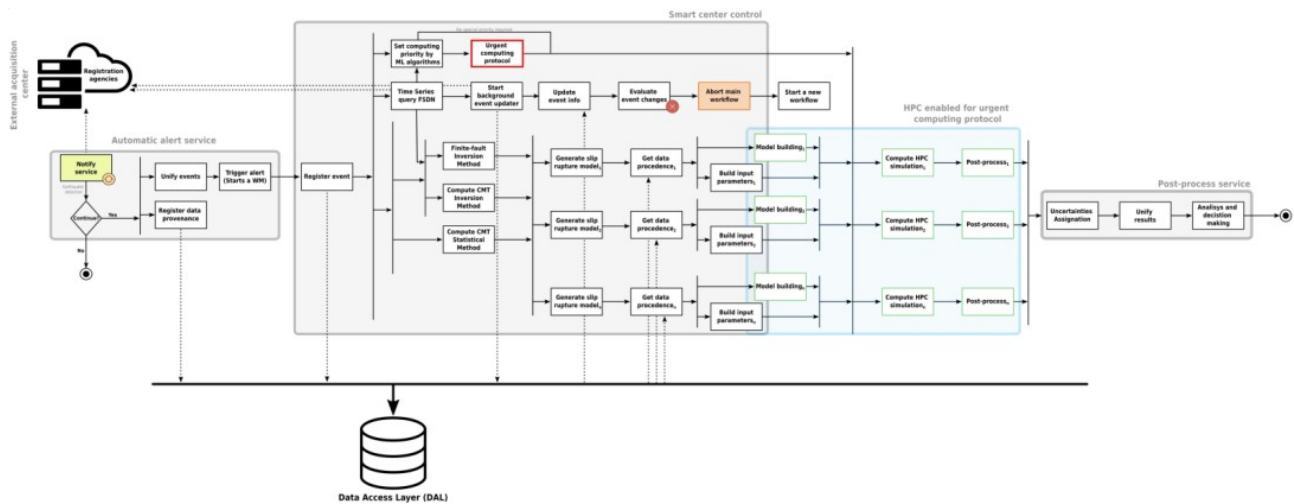 Smart center control
External acquisition
center
Registration
agencies
No special priority required
Set computing
priority by
ML algorithms
Urgent
computing
protocol
Time Series
query FSDN
Start
background
event updater
Update
event info
Evaluate
event changes
Abort main
workflow
Start a new
workflow
HPC enabled for urgent
computing protocol
Automatic alert service
Notify
service
Continue?
Yes
No
Unify events
Trigger alert
(Starts a WM)
Register data
provenance
Register event
Finite-fault
Inversion
Method
Compute CMT
Inversion
Method
Compute CMT
Statistical
Method
Generate slip
rupture model1
Get data
procedence1
Model building1
Build input
parameters1
Compute HPC
simulation1
Post-process1
Generate slip
rupture model2
Get data
procedence2
Model building2
Build input
parameters2
Compute HPC
simulation2
Post-process2
Generate slip
rupture modeln
Get data
procedencen
Model buildingn
Build input
parametersn
Compute HPC
simulationn
Post-processn
Post-process service
Uncertainties
Assignation
Unify
results
Analisys and
decistion
making
Data Access Layer (DAL)